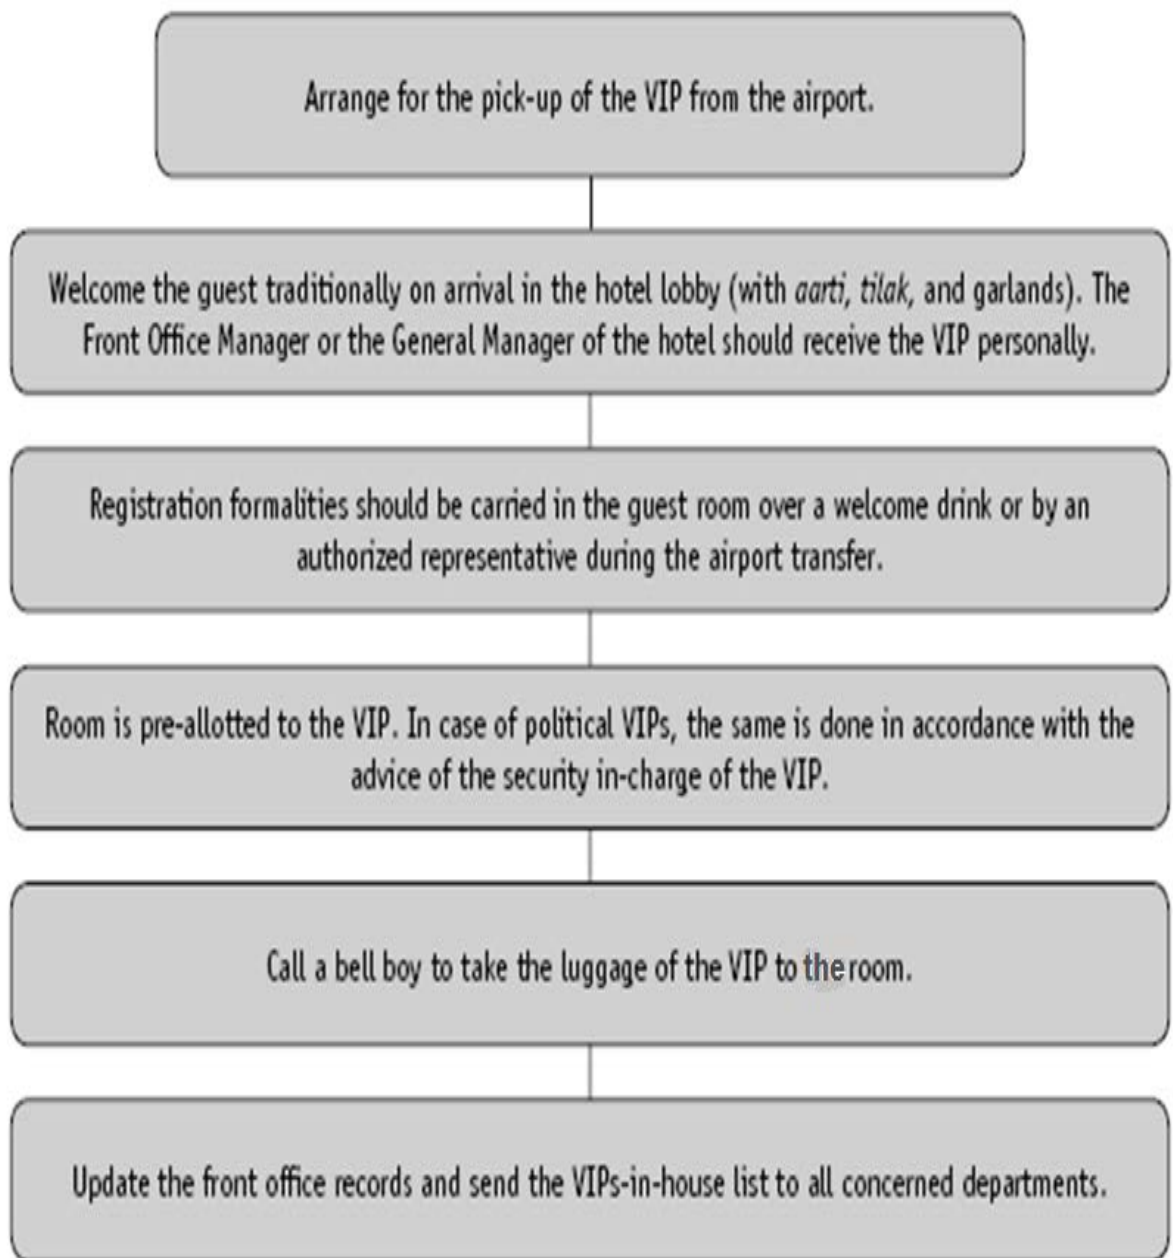 Arrange for the pick-up of the VIP from the airport.
Welcome the guest traditionally on arrival in the hotel lobby (with aarti, tilak, and garlands). The
Front Office Manager or the General Manager of the hotel should receive the VIP personally.
Registration formalities should be carried in the guest room over a welcome drink or by an
authorized representative during the airport transfer.
Room is pre-allotted to the VIP. In case of political VIPs, the same is done in accordance with the
advice of the security in-charge of the VIP.
Call a bell boy to take the luggage of the VIP to the room.
Update the front office records and send the VIPs-in-house list to all concerned departments.